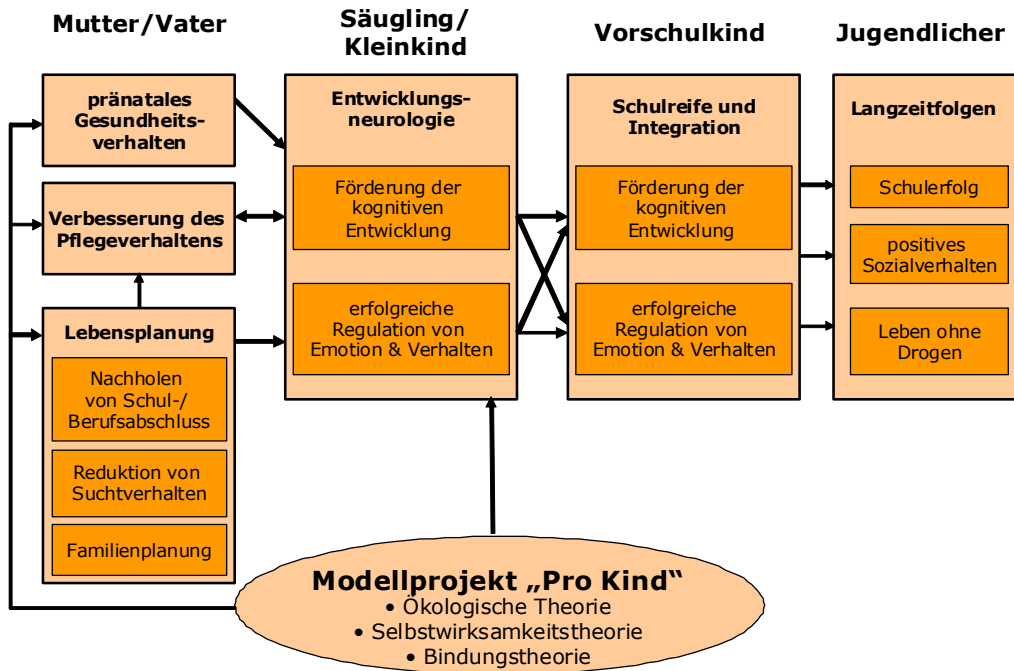 Mutter/Vater
Säugling/
Kleinkind
Vorschulkind
Jugendlicher
pränatales
Gesundheits-
verhalten
Verbesserung des
Pflegeverhaltens
Lebensplanung
Nachholen
von Schul-/
Berufsabschluss
Reduktion von
Suchtverhalten
Familienplanung
Entwicklungs-
neurologie
Förderung der
kognitiven
Entwicklung
erfolgreiche
Regulation von
Emotion & Verhalten
Schulreife und
Integration
Förderung der
kognitiven
Entwicklung
erfolgreiche
Regulation von
Emotion & Verhalten
Langzeitfolgen
Schulerfolg
positives
Sozialverhalten
Leben ohne
Drogen
Modellprojekt „Pro Kind“
• Ökologische Theorie
• Selbstwirksamkeitstheorie
• Bindungstheorie